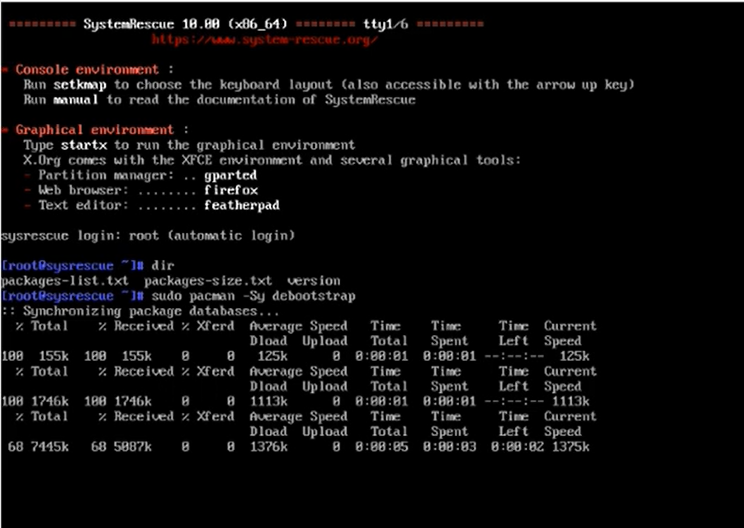 ========= SystemRescue 10.00 (x86_64) ======== tty1/6 =========
https://www.system-rescue.org/
* Console environment :
Run setkmap to choose the keyboard layout (also accessible with the arrow up key)
Run manual to read the documentation of SystemRescue
* Graphical environment :
Type startx to run the graphical environment
X.Org comes with the XFCE environment and several graphical tools:
- Partition manager: .. gparted
- Web browser: ........ firefox
- Text editor: ........ featherpad
sysrescue login: root (automatic login)
[root@sysrescue ~]# dir
packages-list.txt packages-size.txt version
[root@sysrescue ~]# sudo pacman -Sy debootstrap
:: Synchronizing package databases...
% Total % Received % Xferd Average Speed Time Time Time Current
Dload Upload Total Spent Left Speed
100 155k 100 155k 0 0 125k 0 0:00:01 0:00:01 --:--:-- 125k
% Total % Received % Xferd Average Speed Time Time Time Current
Dload Upload Total Spent Left Speed
100 1746k 100 1746k 0 0 1113k 0 0:00:01 0:00:01 --:--:-- 1113k
% Total % Received % Xferd Average Speed Time Time Time Current
Dload Upload Total Spent Left Speed
68 7445k 68 5087k 0 0 1376k 0 0:00:05 0:00:03 0:00:02 1375k